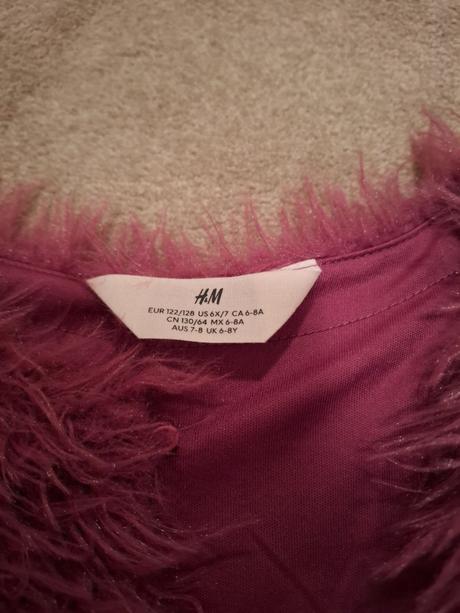 H&M
EUR 122/128 US 6X/7 CA 6-8A
CN 130/64 MX 6-8A
AUS 7-8 UK 6-8Y